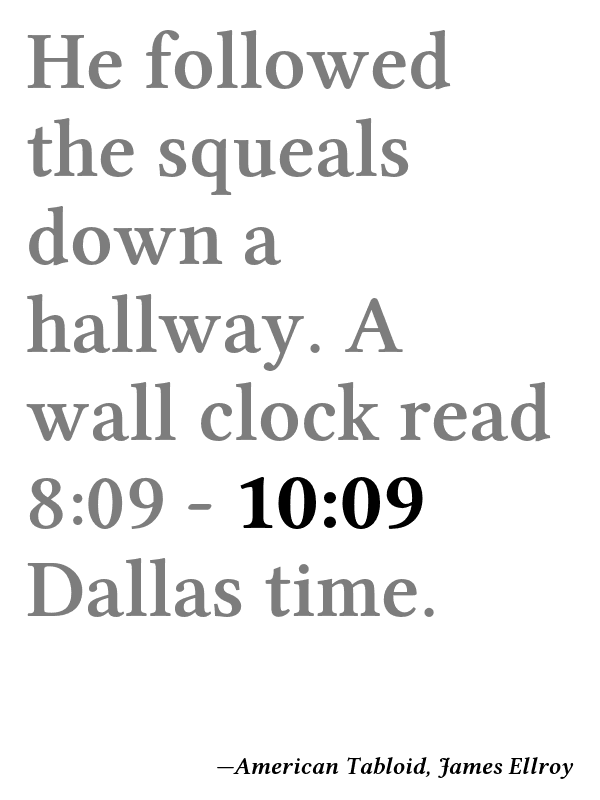 He followed
the squeals
down a
hallway. A
wall clock read
8:09 - 10:09
Dallas time.
—American Tabloid, James Ellroy